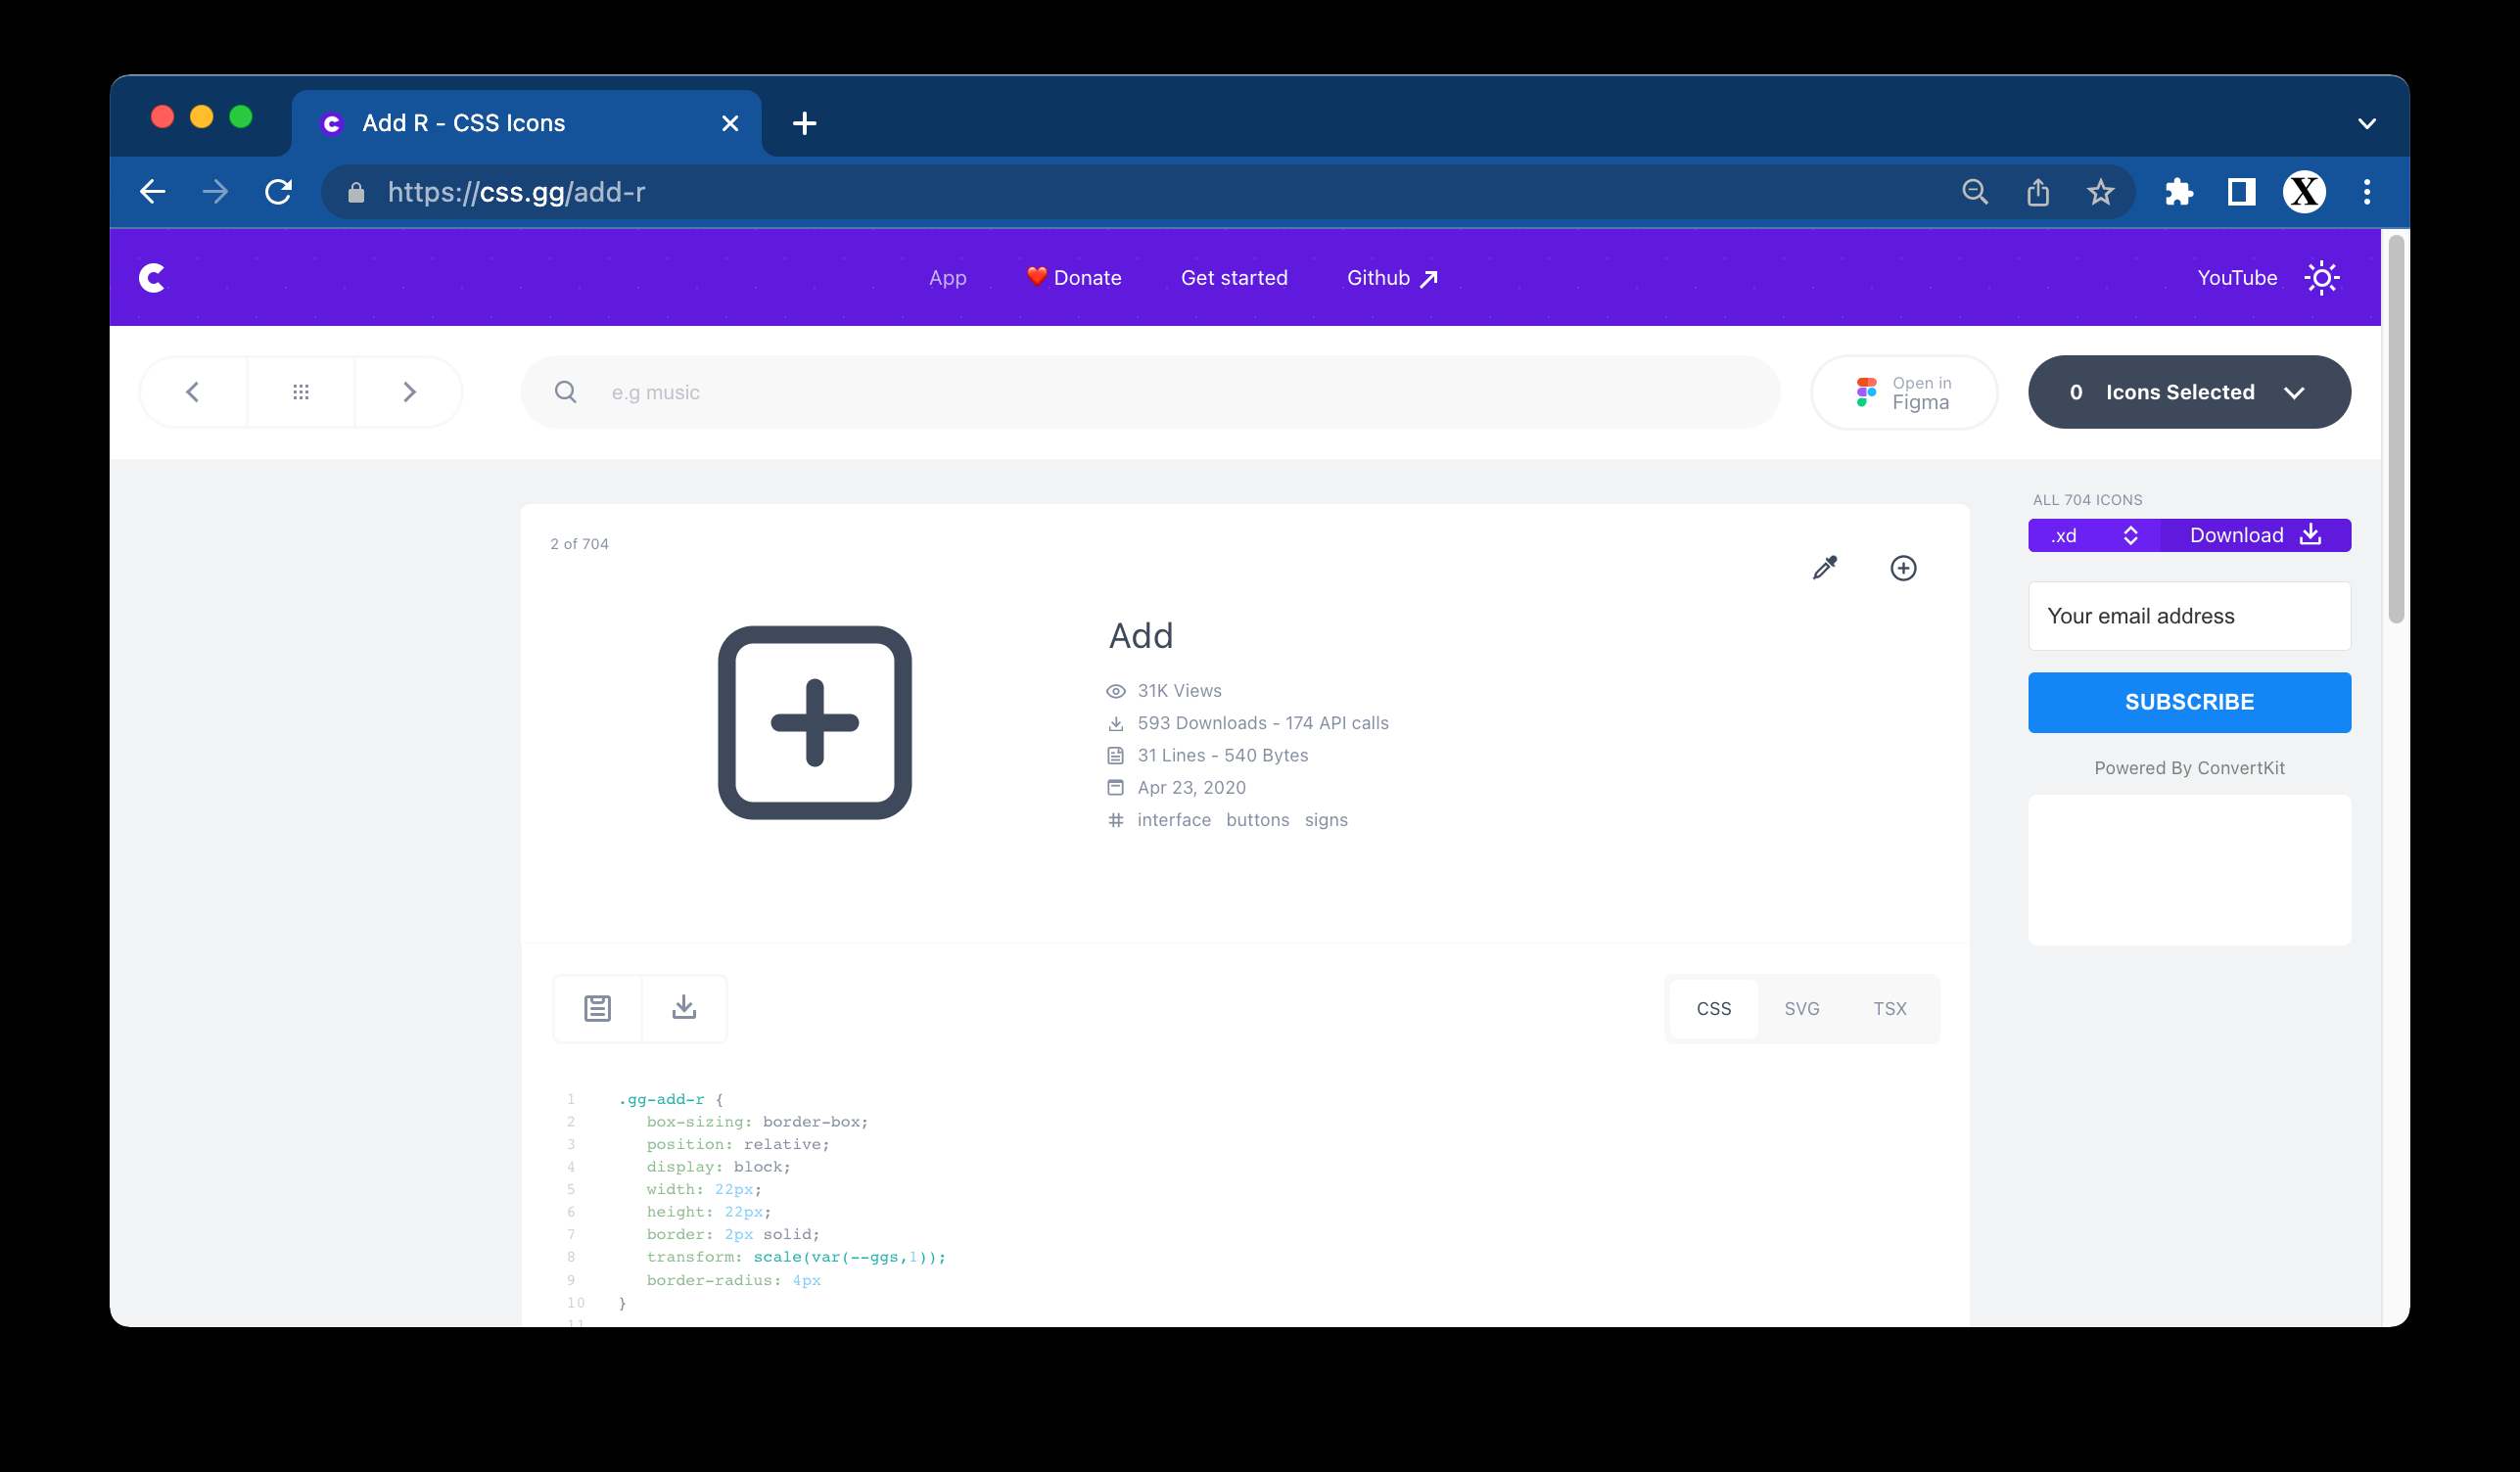 Add R - CSS Icons
https://css.gg/add-r
X
App
Donate
Get started
Github
YouTube
e.g music
Open in
Figma
0 Icons Selected
ALL 704 ICONS
.xd
Download
Your email address
SUBSCRIBE
Powered By ConvertKit
2 of 704
Add
31K Views
593 Downloads - 174 API calls
31 Lines - 540 Bytes
Apr 23, 2020
interface buttons signs
CSS
SVG
TSX
1 .gg-add-r {
2 box-sizing: border-box;
3 position: relative;
4 display: block;
5 width: 22px;
6 height: 22px;
7 border: 2px solid;
8 transform: scale(var(--ggs,1));
9 border-radius: 4px
10 }
11